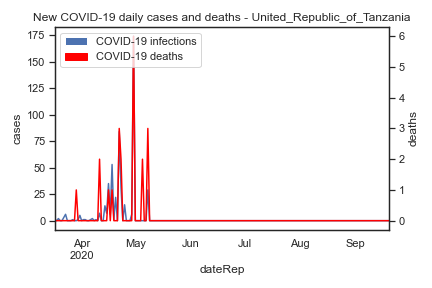 New COVID-19 daily cases and deaths - United_Republic_of_Tanzania
COVID-19 infections
COVID-19 deaths
175
150
125
100
75
50
25
0
cases
6
5
4
3
2
1
0
deaths
Apr
2020
May
Jun
Jul
Aug
Sep
dateRep